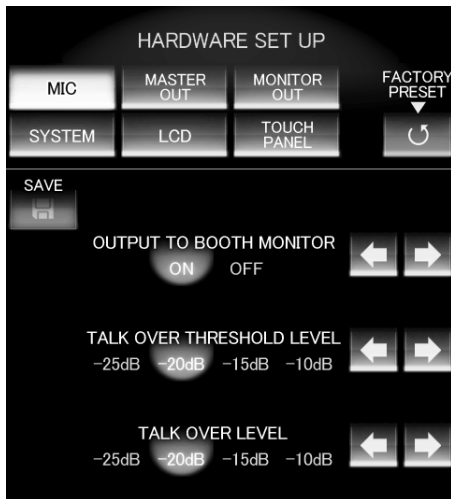 HARDWARE SET UP
MIC
MASTER
OUT
MONITOR
OUT
FACTORY
PRESET
SYSTEM
LCD
TOUCH
PANEL
SAVE
OUTPUT TO BOOTH MONITOR
ON OFF
TALK OVER THRESHOLD LEVEL
-25dB -20dB -15dB -10dB
TALK OVER LEVEL
-25dB -20dB -15dB -10dB